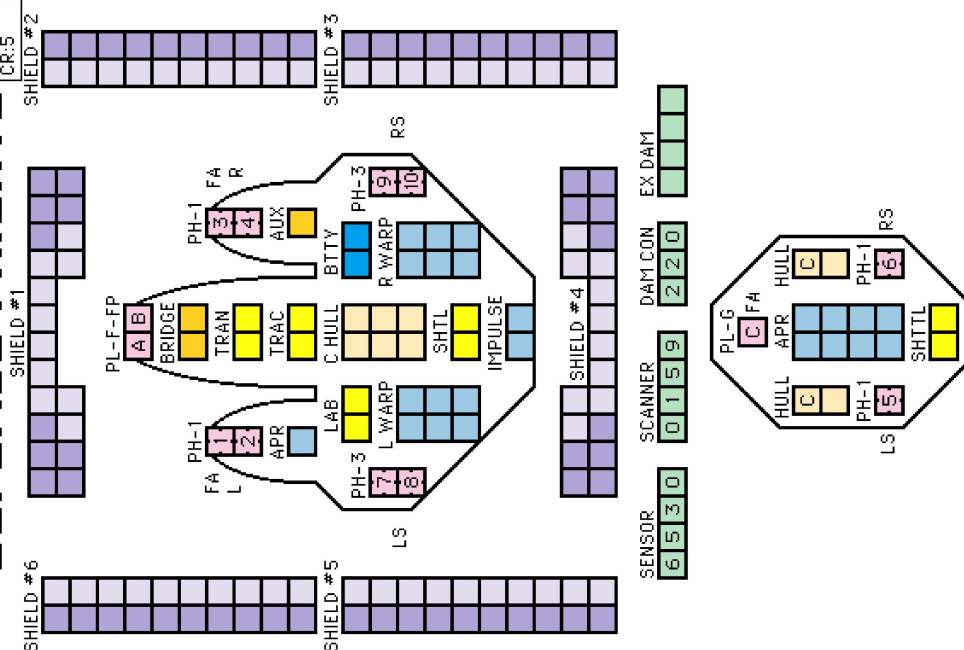 CR:5
SHIELD #2
SHIELD #3
SHIELD #1
SHIELD #6
SHIELD #5
SHIELD #4
PL-F-FP
A B
BRIDGE
TRAN
TRAC
C HULL
SHTL
IMPULSE
PH-1
3
4
FA
R
AUX
BTTY
R WARP
PH-3
9
10
RS
PH-1
1
2
FA
L
APR
LAB
L WARP
PH-3
7
8
LS
SENSOR
6 5 3 0
SCANNER
0 1 5 9
DAM CON
2 2 0
EX DAM
PL-G
C
FA
APR
SHTTL
HULL
C
PH-1
6
RS
HULL
C
PH-1
5
LS